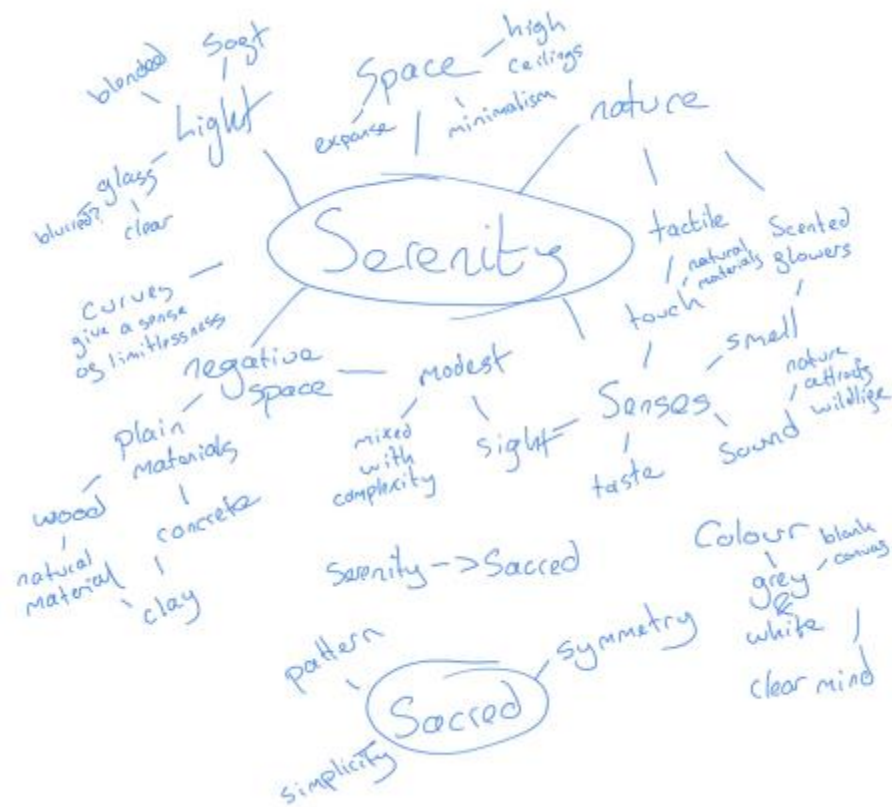 blended
Soft
Light
glass
blurred?
clear
Space
high
ceilings
expanse
minimalism
nature
Serenity
tactile
natural
materials
touch
Scented
flowers
smell
curves
give a sense
of limitlessness
negative
space
modest
mixed
with
complexity
sight
Senses
taste
Sound
nature
attracts
wildlife
plain
materials
wood
natural
material
concrete
clay
Serenity -> Sacred
Colour
blank
canvas
grey
&
white
clear mind
pattern
symmetry
Sacred
simplicity